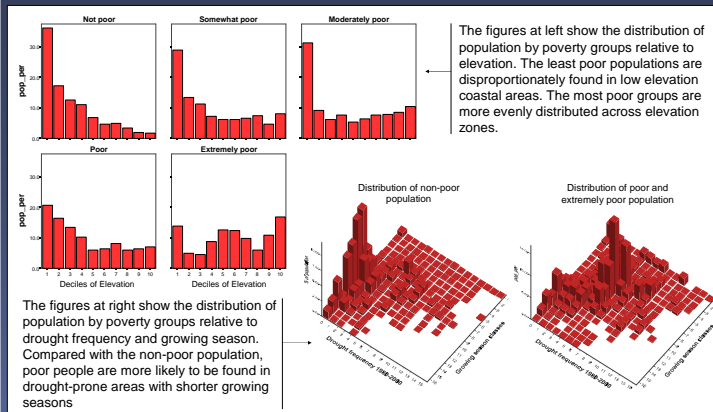 Not poor
Somewhat poor
Moderately poor
pop_per
30.0
20.0
10.0
0.0
Poor
Extremely poor
pop_per
30.0
20.0
10.0
0.0
1 2 3 4 5 6 7 8 9 10
1 2 3 4 5 6 7 8 9 10
Deciles of Elevation
Deciles of Elevation
The figures at left show the distribution of
population by poverty groups relative to
elevation. The least poor populations are
disproportionately found in low elevation
coastal areas. The most poor groups are
more evenly distributed across elevation
zones.
Distribution of non-poor
population
Drought frequency
Growing season
Distribution of poor and
extremely poor population
Drought frequency
Growing season
The figures at right show the distribution of
population by poverty groups relative to
drought frequency and growing season.
Compared with the non-poor population,
poor people are more likely to be found in
drought-prone areas with shorter growing
seasons